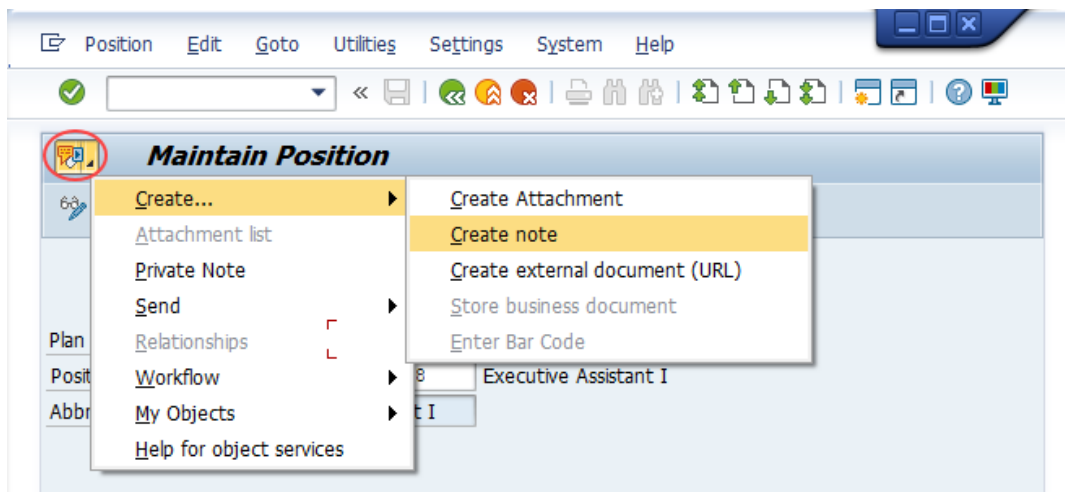 Position Edit Goto Utilities Settings System Help
Maintain Position
Create...
Attachment list
Private Note
Send
Relationships
Workflow
My Objects
Help for object services
Create Attachment
Create note
Create external document (URL)
Store business document
Enter Bar Code
Plan
Posit 8 Executive Assistant I
Abbr t I